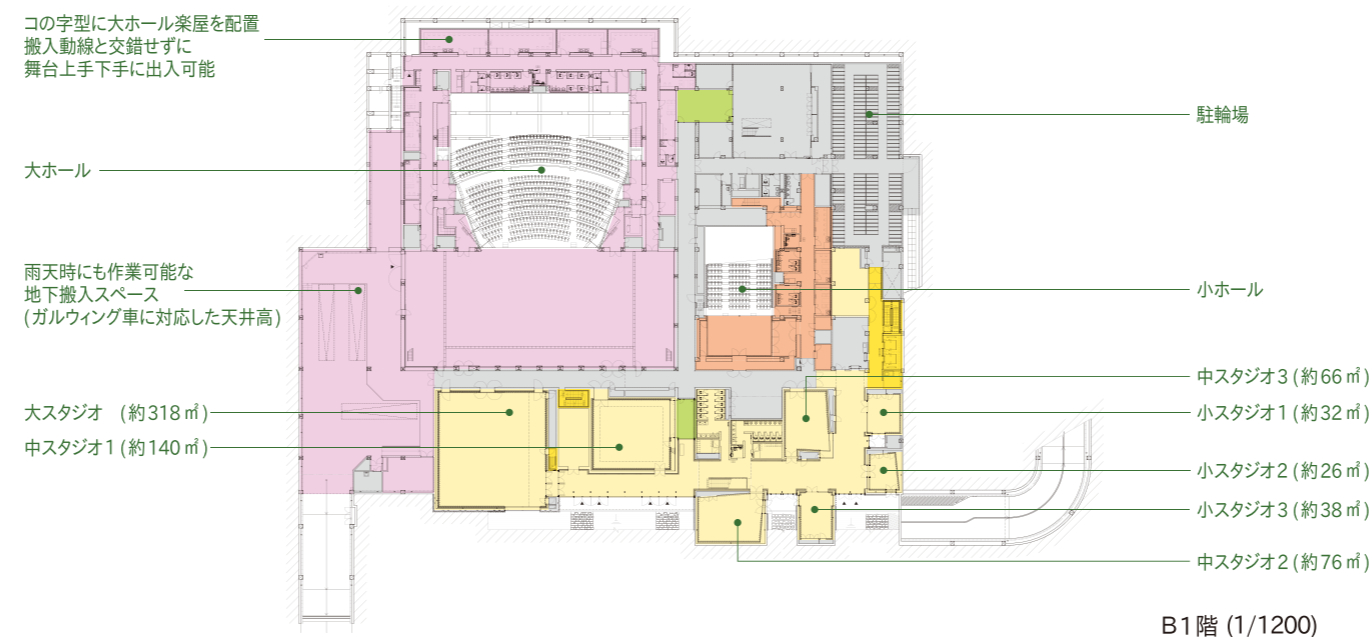 コの字型に大ホール楽屋を配置
搬入動線と交錯せずに
舞台上手下手に出入可能
大ホール
雨天時にも作業可能な
地下搬入スペース
(ガルウィング車に対応した天井高)
大スタジオ (約318㎡)
中スタジオ1 (約140㎡)
駐輪場
小ホール
中スタジオ3 (約66㎡)
小スタジオ1 (約32㎡)
小スタジオ2 (約26㎡)
小スタジオ3 (約38㎡)
中スタジオ2 (約76㎡)
B1階 (1/1200)